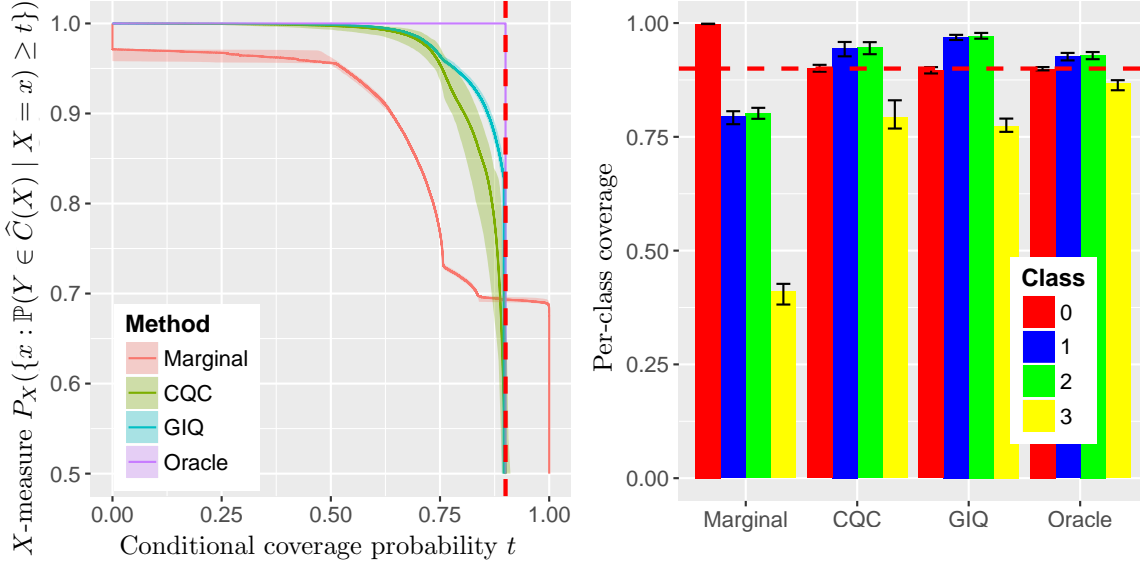 X-measure P_X({x : ℙ(Y ∈ Ĉ(X) | X = x) ≥ t})
1.0
0.9
0.8
0.7
0.6
0.5
Method
Marginal
CQC
GIQ
Oracle
0.00 0.25 0.50 0.75 1.00
Conditional coverage probability t
Per-class coverage
1.00
0.75
0.50
0.25
0.00
Class
0
1
2
3
Marginal CQC GIQ Oracle